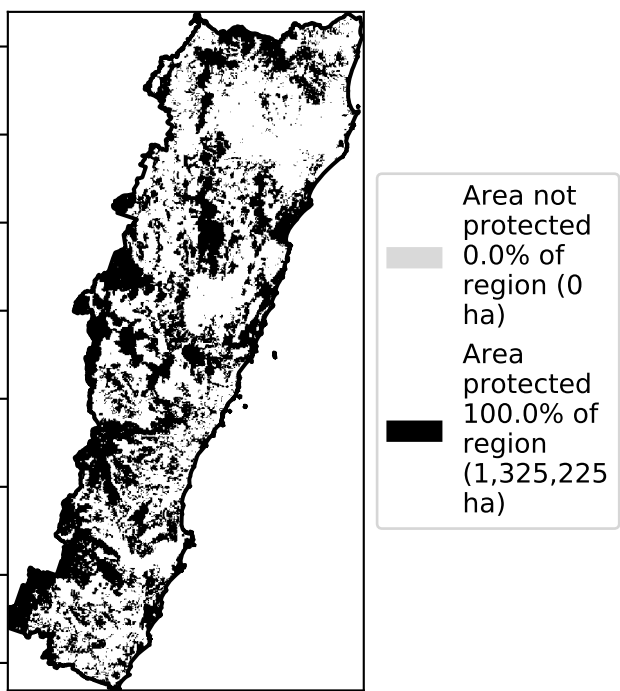 Area not
protected
0.0% of
region (0
ha)
Area
protected
100.0% of
region
(1,325,225
ha)